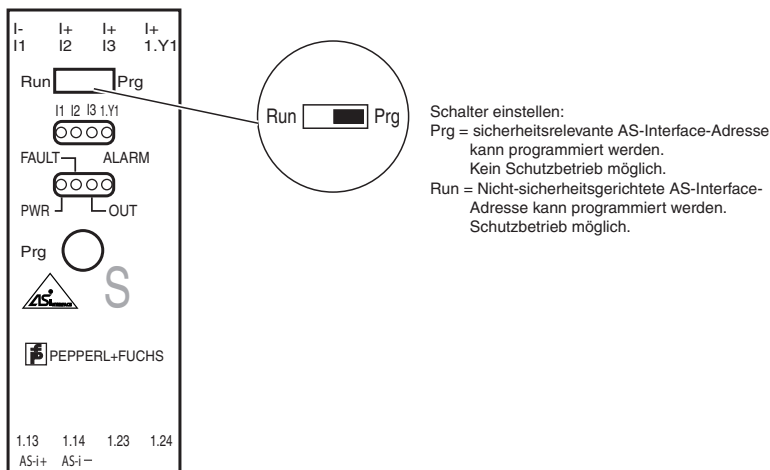 I- I+ I+ I+
I1 I2 I3 1.Y1
Run Prg
I1 I2 I3 1.Y1
FAULT ALARM
PWR OUT
Prg
AS-INTERFACE
S
PEPPERL+FUCHS
1.13 1.14 1.23 1.24
AS-i+ AS-i–
Run Prg
Schalter einstellen:
Prg = sicherheitsrelevante AS-Interface-Adresse
kann programmiert werden.
Kein Schutzbetrieb möglich.
Run = Nicht-sicherheitsgerichtete AS-Interface-
Adresse kann programmiert werden.
Schutzbetrieb möglich.